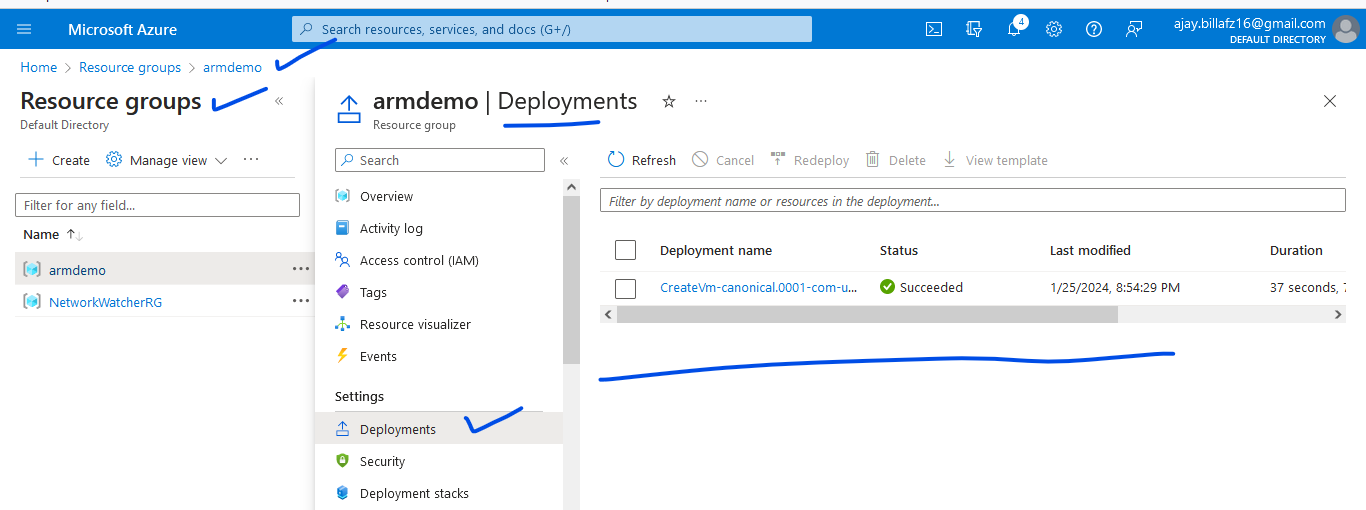 Microsoft Azure
Search resources, services, and docs (G+/)
4
ajay.billafz16@gmail.com
DEFAULT DIRECTORY
Home > Resource groups > armdemo
Resource groups «
Default Directory
+ Create Manage view ...
Filter for any field...
Name ↑↓
armdemo ...
NetworkWatcherRG ...
armdemo | Deployments ☆ ...
Resource group
Search «
Overview
Activity log
Access control (IAM)
Tags
Resource visualizer
Events
Settings
Deployments
Security
Deployment stacks
Refresh Cancel Redeploy Delete View template
Filter by deployment name or resources in the deployment...
Deployment name Status Last modified Duration
CreateVm-canonical.0001-com-u... Succeeded 1/25/2024, 8:54:29 PM 37 seconds, 7